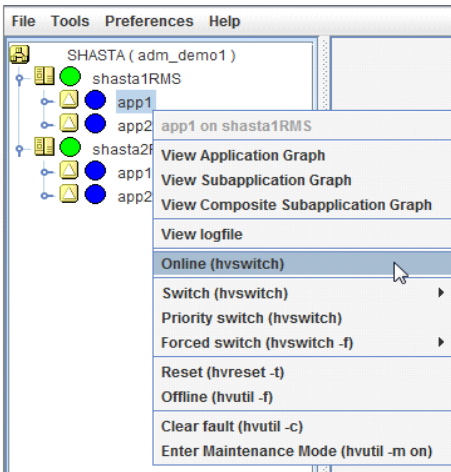 File Tools Preferences Help
SHASTA ( adm_demo1 )
shasta1RMS
app1
app2
shasta2
app1
app2
app1 on shasta1RMS
View Application Graph
View Subapplication Graph
View Composite Subapplication Graph
View logfile
Online (hvswitch)
Switch (hvswitch)
Priority switch (hvswitch)
Forced switch (hvswitch -f)
Reset (hvreset -t)
Offline (hvutil -f)
Clear fault (hvutil -c)
Enter Maintenance Mode (hvutil -m on)